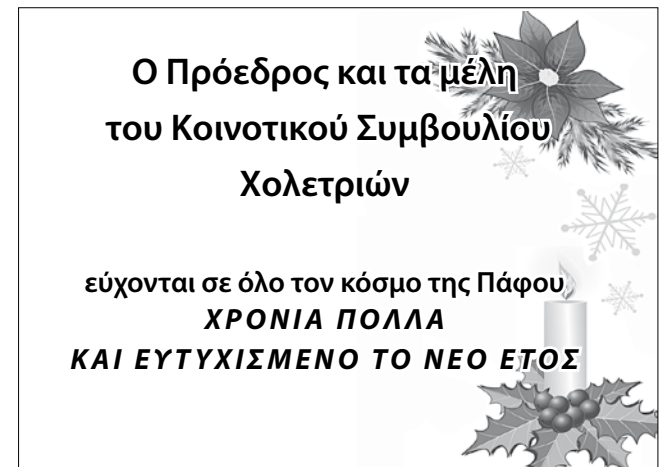 Ο Πρόεδρος και τα μέλη
του Κοινοτικού Συμβουλίου
Χολετριών
εύχονται σε όλο τον κόσμο της Πάφου
ΧΡΟΝΙΑ ΠΟΛΛΑ
ΚΑΙ ΕΥΤΥΧΙΣΜΕΝΟ ΤΟ ΝΕΟ ΕΤΟΣ